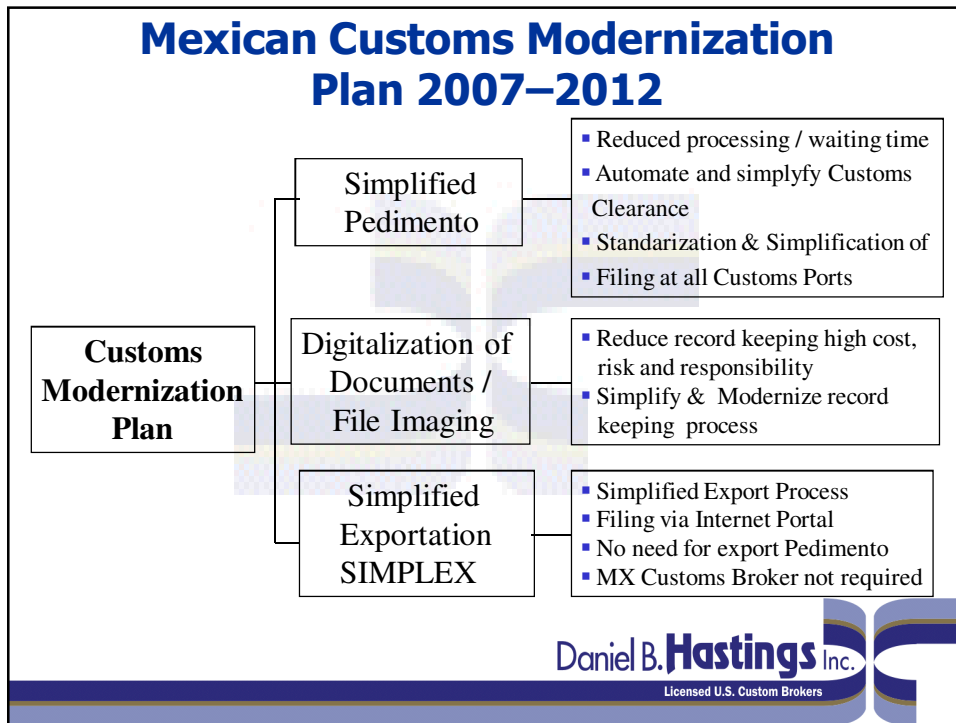 Mexican Customs Modernization
Plan 2007–2012
Customs
Modernization
Plan
Simplified
Pedimento
▪ Reduced processing / waiting time
▪ Automate and simplyfy Customs
Clearance
▪ Standarization & Simplification of
▪ Filing at all Customs Ports
Digitalization of
Documents /
File Imaging
▪ Reduce record keeping high cost,
risk and responsibility
▪ Simplify & Modernize record
keeping process
Simplified
Exportation
SIMPLEX
▪ Simplified Export Process
▪ Filing via Internet Portal
▪ No need for export Pedimento
▪ MX Customs Broker not required
Daniel B. Hastings Inc.
Licensed U.S. Custom Brokers